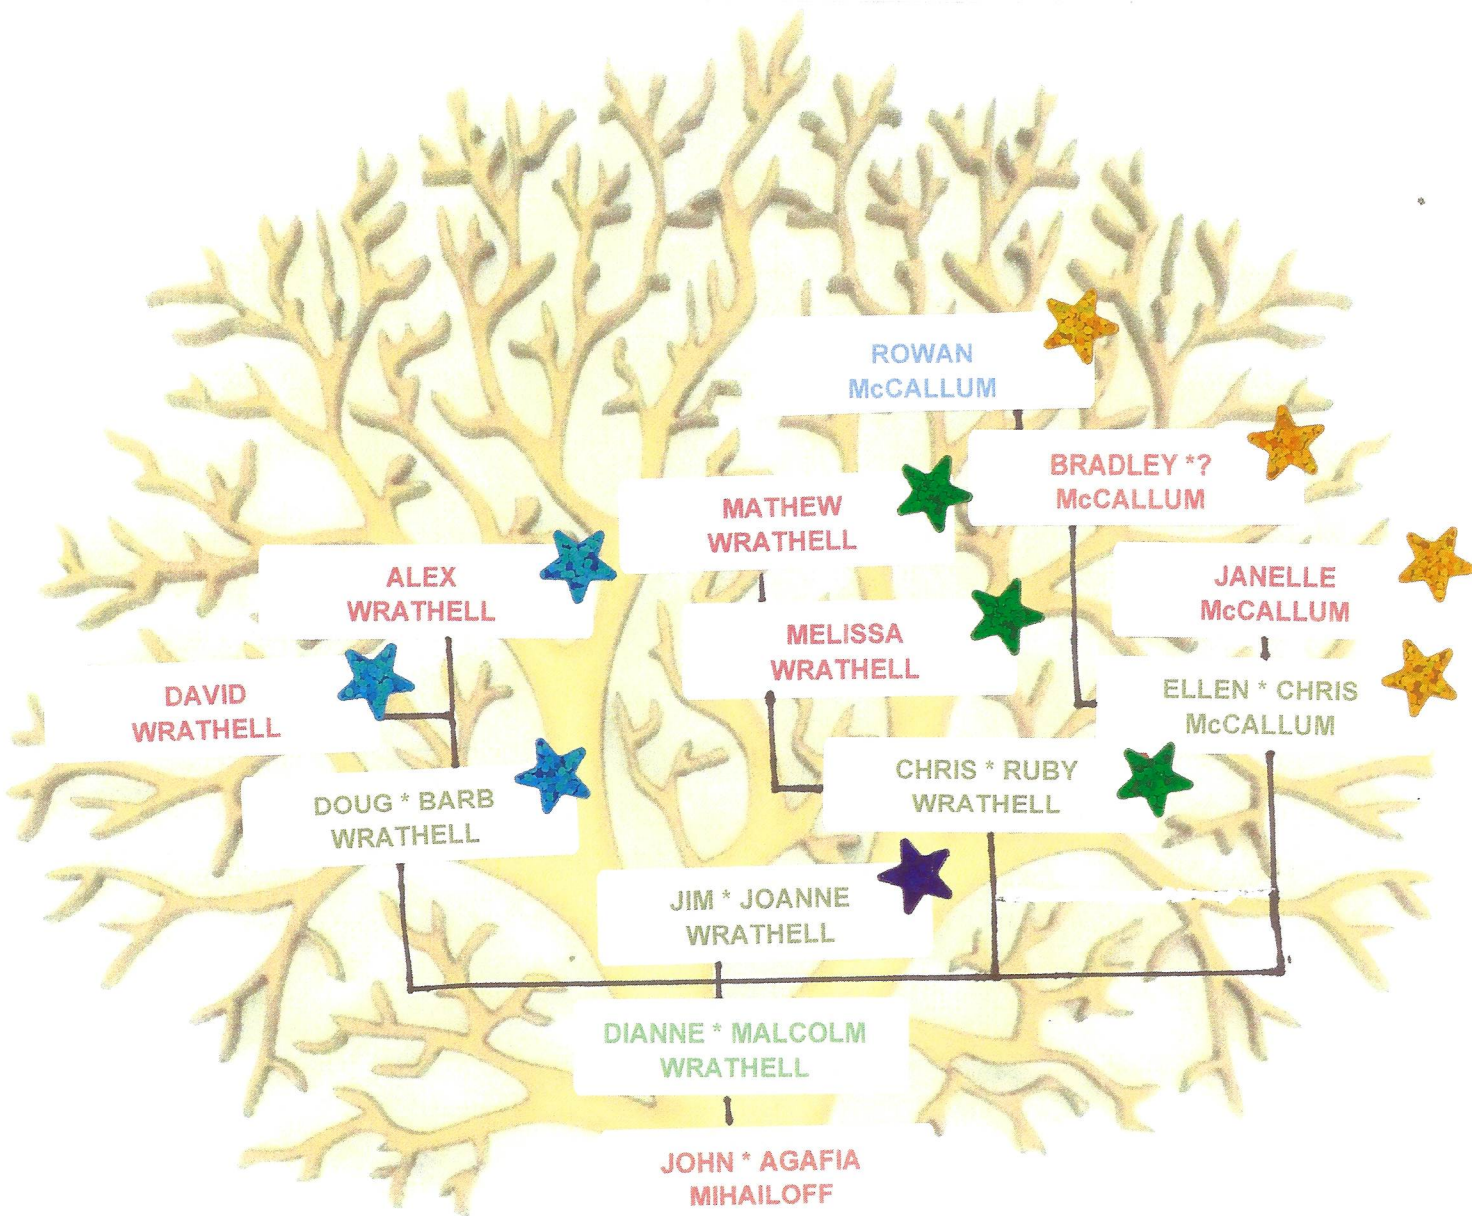 ROWAN
McCALLUM
BRADLEY *?
McCALLUM
MATHEW
WRATHELL
ALEX
WRATHELL
JANELLE
McCALLUM
MELISSA
WRATHELL
DAVID
WRATHELL
ELLEN * CHRIS
McCALLUM
CHRIS * RUBY
WRATHELL
DOUG * BARB
WRATHELL
JIM * JOANNE
WRATHELL
DIANNE * MALCOLM
WRATHELL
JOHN * AGAFIA
MIHAILOFF